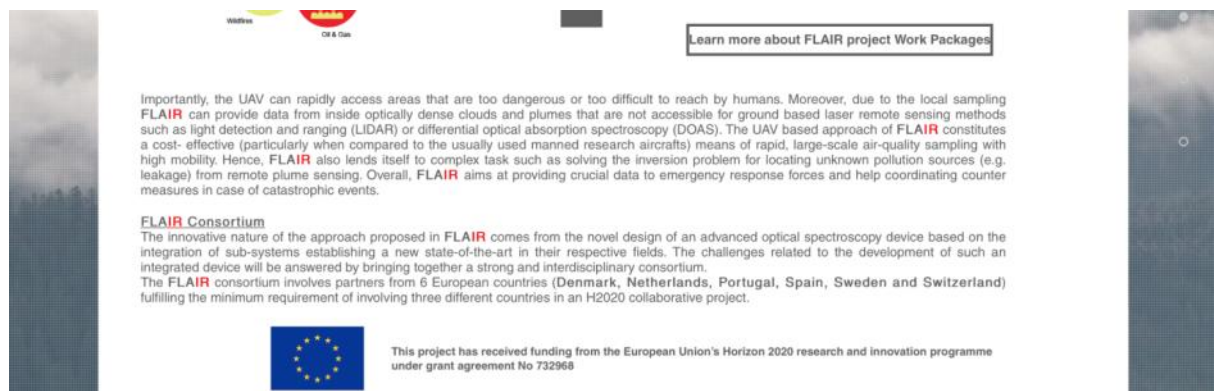 Wildfires
Oil & Gas
Learn more about FLAIR project Work Packages
Importantly, the UAV can rapidly access areas that are too dangerous or too difficult to reach by humans. Moreover, due to the local sampling
FLAIR can provide data from inside optically dense clouds and plumes that are not accessible for ground based laser remote sensing methods
such as light detection and ranging (LIDAR) or differential optical absorption spectroscopy (DOAS). The UAV based approach of FLAIR constitutes
a cost- effective (particularly when compared to the usually used manned research aircrafts) means of rapid, large-scale air-quality sampling with
high mobility. Hence, FLAIR also lends itself to complex task such as solving the inversion problem for locating unknown pollution sources (e.g.
leakage) from remote plume sensing. Overall, FLAIR aims at providing crucial data to emergency response forces and help coordinating counter
measures in case of catastrophic events.
FLAIR Consortium
The innovative nature of the approach proposed in FLAIR comes from the novel design of an advanced optical spectroscopy device based on the
integration of sub-systems establishing a new state-of-the-art in their respective fields. The challenges related to the development of such an
integrated device will be answered by bringing together a strong and interdisciplinary consortium.
The FLAIR consortium involves partners from 6 European countries (Denmark, Netherlands, Portugal, Spain, Sweden and Switzerland)
fulfilling the minimum requirement of involving three different countries in an H2020 collaborative project.
This project has received funding from the European Union's Horizon 2020 research and innovation programme
under grant agreement No 732968